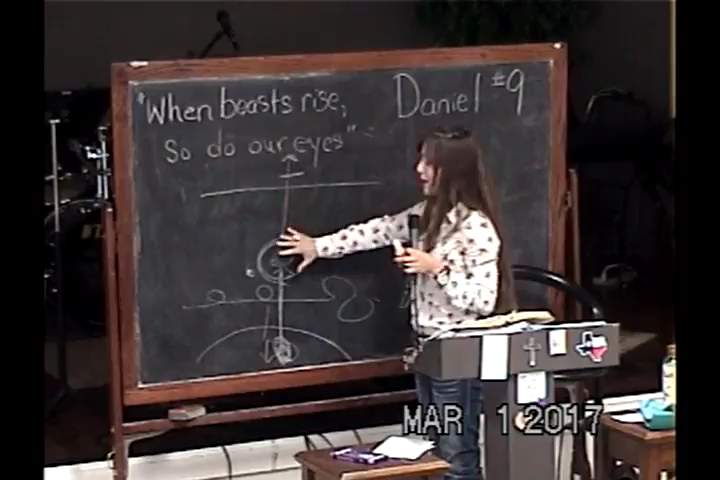 "When beasts rise,
So do our eyes"
Daniel #9
MAR 1 2017